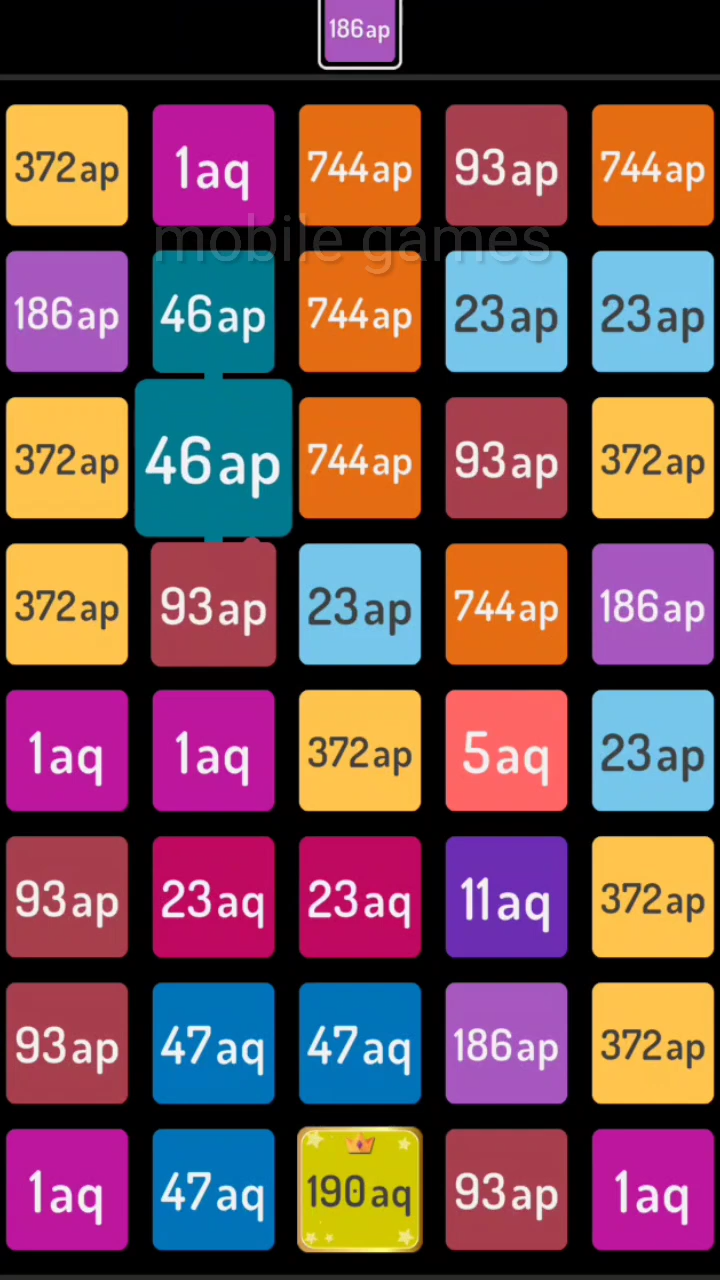 186ap
372ap 1aq 744ap 93ap 744ap
mobile games
186ap 46ap 744ap 23ap 23ap
372ap 46ap 744ap 93ap 372ap
372ap 93ap 23ap 744ap 186ap
1aq 1aq 372ap 5aq 23ap
93ap 23aq 23aq 11aq 372ap
93ap 47aq 47aq 186ap 372ap
1aq 47aq 190aq 93ap 1aq